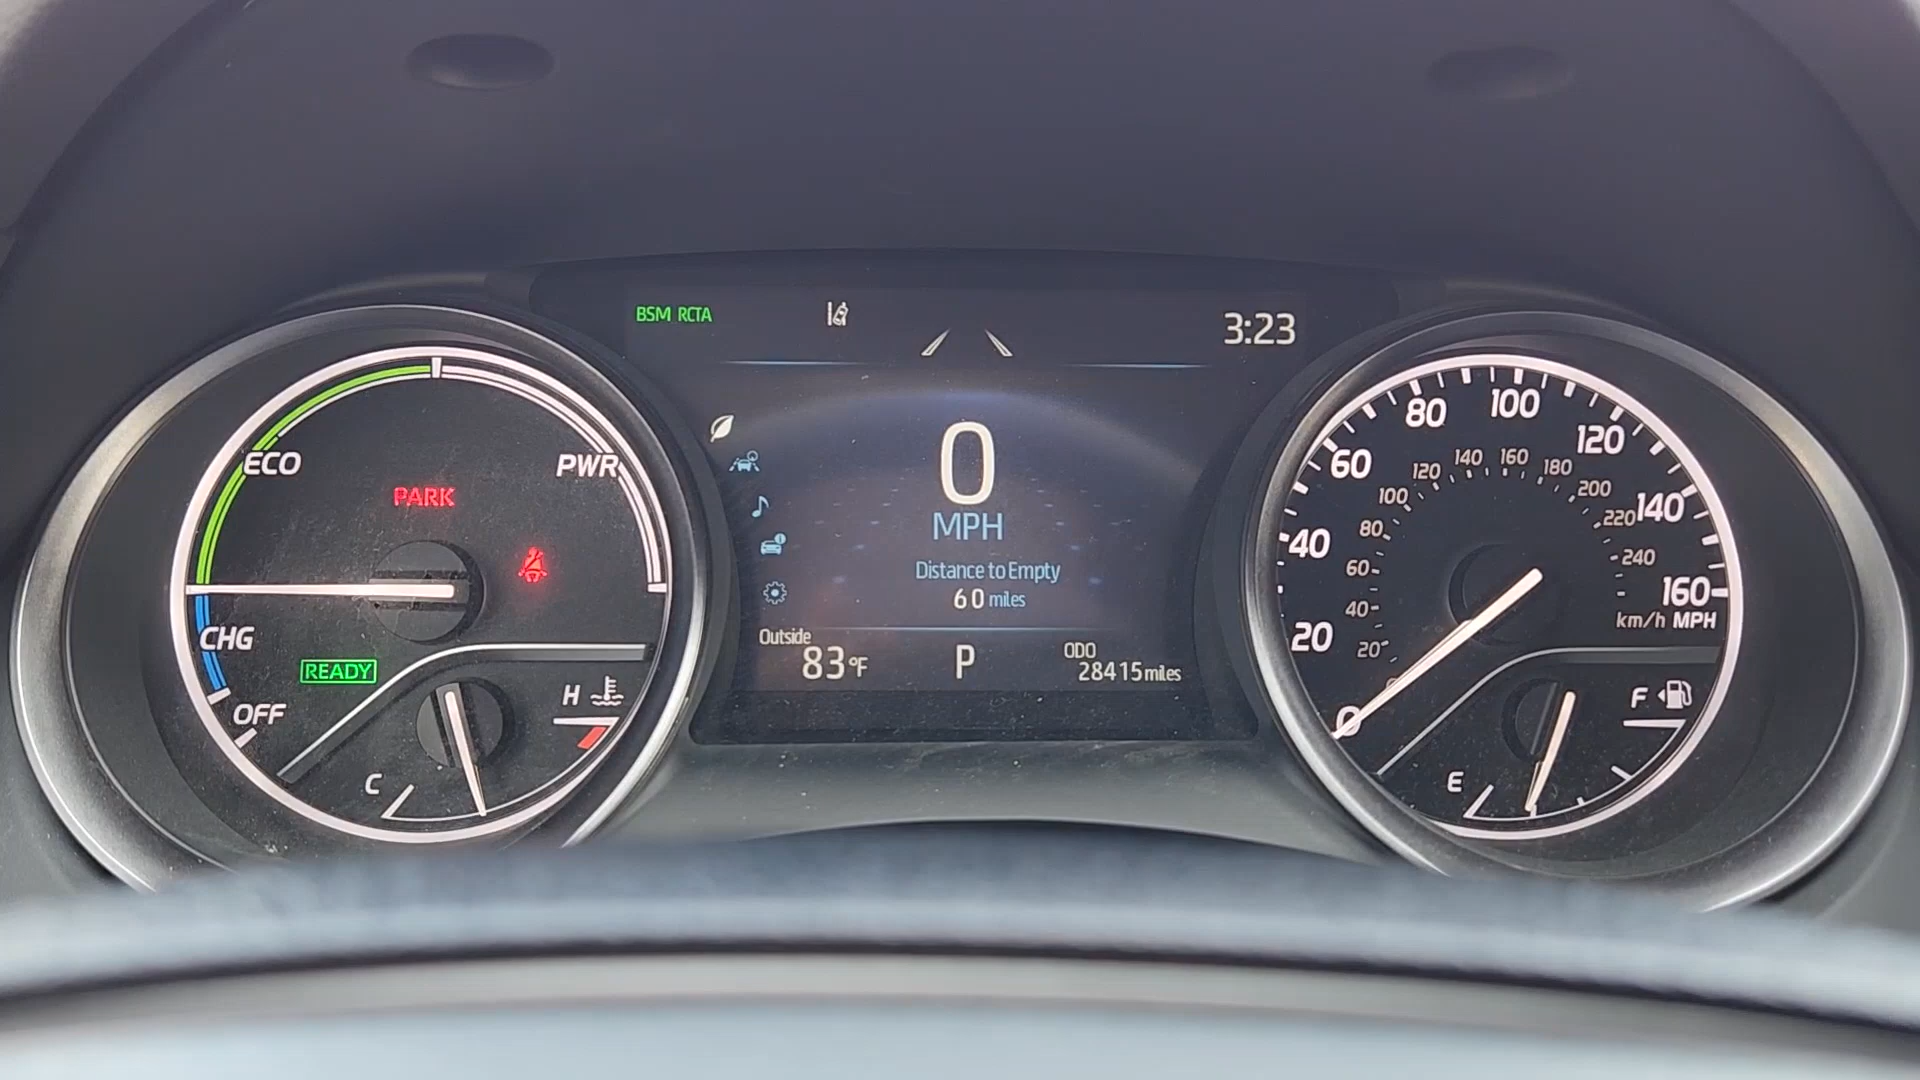 BSM RCTA
3:23
ECO
PWR
PARK
CHG
READY
OFF
H
C
0
MPH
Distance to Empty
60 miles
Outside
83°F
P
ODO
28415 miles
0
20
40
60
80
100
120
140
160
20
40
60
80
100
120
140
160
180
200
220
240
km/h MPH
E
F